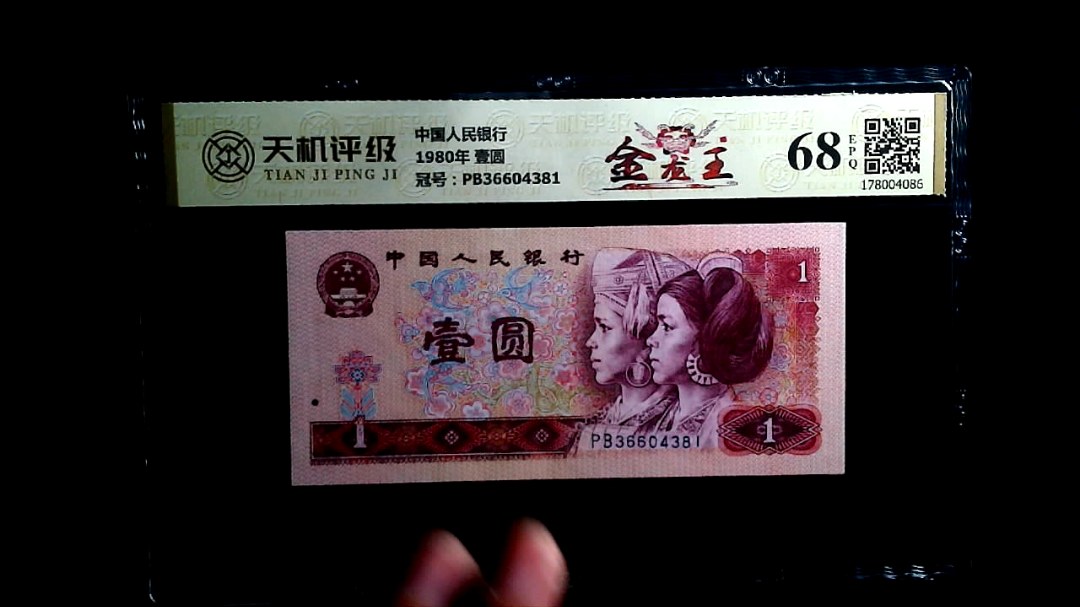 天机评级
TIAN JI PING JI
中国人民银行
1980年 壹圆
冠号：PB36604381
金龙王
68
EPQ
178004086
中国人民银行
1
壹圆
1
PB36604381
1